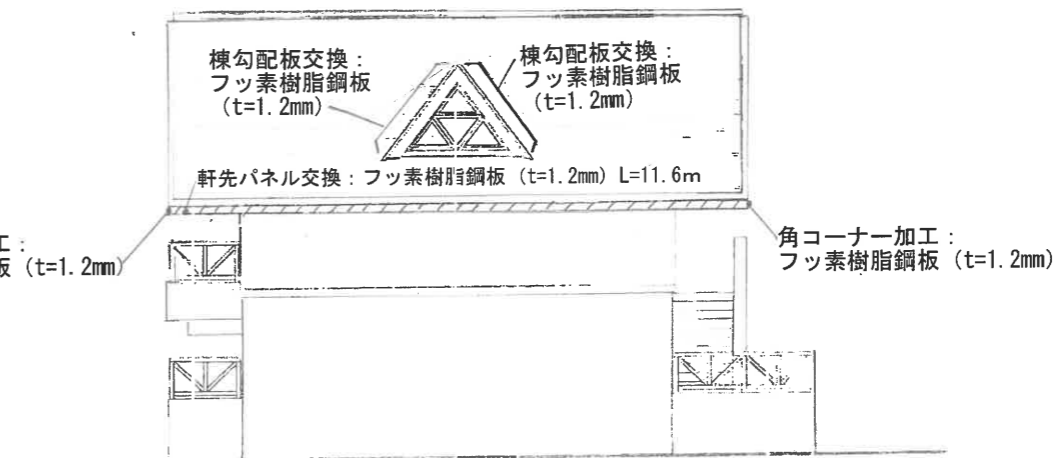 棟勾配板交換：
フッ素樹脂鋼板
（t=1.2mm）
棟勾配板交換：
フッ素樹脂鋼板
（t=1.2mm）
軒先パネル交換：フッ素樹脂鋼板（t=1.2mm）L=11.6m
工：
板（t=1.2mm）
角コーナー加工：
フッ素樹脂鋼板（t=1.2mm）